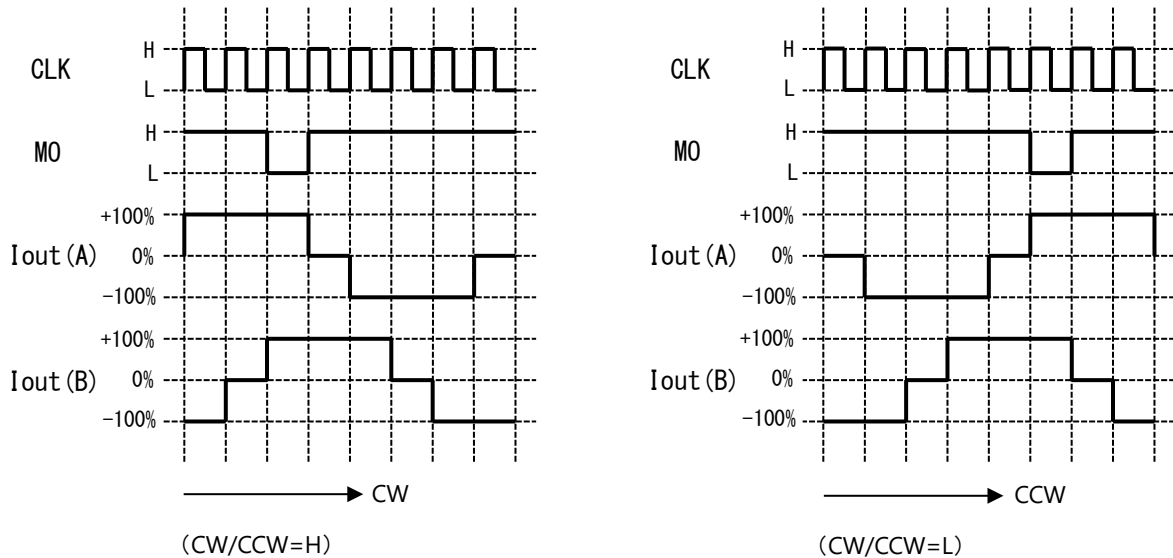 CLK
H
L
MO
H
L
Iout(A)
+100%
0%
-100%
Iout(B)
+100%
0%
-100%
CW
(CW/CCW=H)
CLK
H
L
MO
H
L
Iout(A)
+100%
0%
-100%
Iout(B)
+100%
0%
-100%
CCW
(CW/CCW=L)